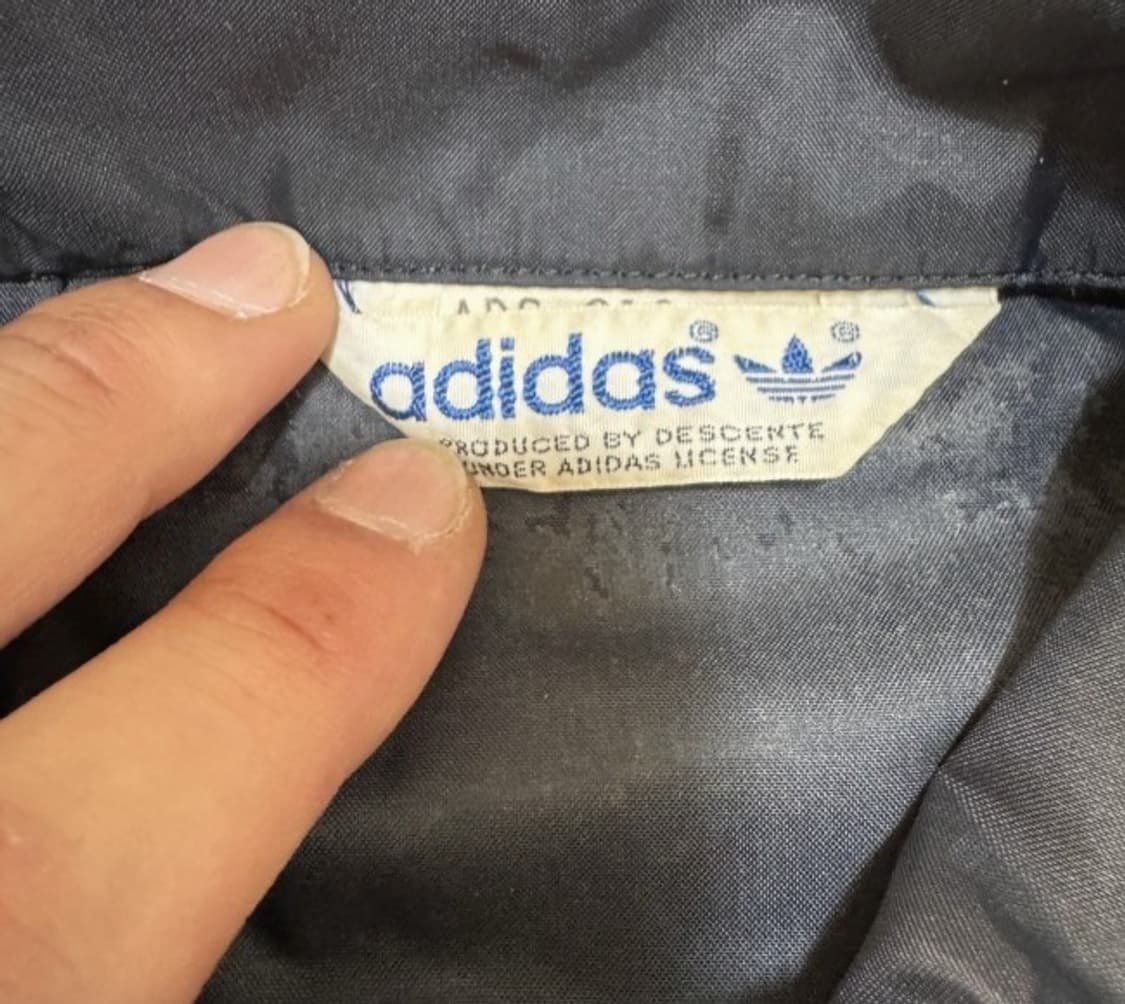 adidas® ®
PRODUCED BY DESCENTE
UNDER ADIDAS LICENSE